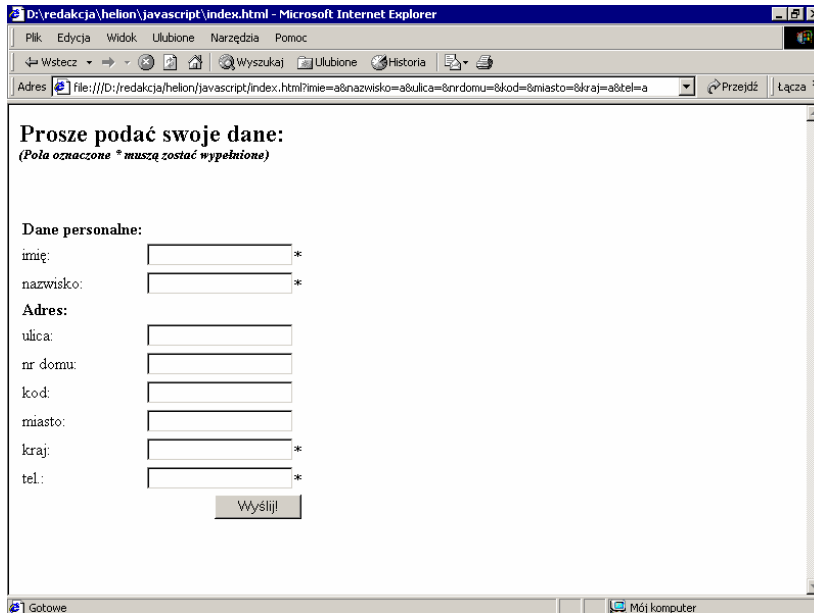 D:\redakcja\helion\javascript\index.html - Microsoft Internet Explorer
Plik Edycja Widok Ulubione Narzędzia Pomoc
Wstecz Wyszukaj Ulubione Historia
Adres file:///D:/redakcja/helion/javascript/index.html?imie=a&nazwisko=a&ulica=&nrdomu=&kod=&miasto=&kraj=a&tel=a Przejdź Łącza
Prosze podać swoje dane:
(Pola oznaczone * muszą zostać wypełnione)
Dane personalne:
imię: *
nazwisko: *
Adres:
ulica:
nr domu:
kod:
miasto:
kraj: *
tel.: *
Wyślij!
Gotowe Mój komputer